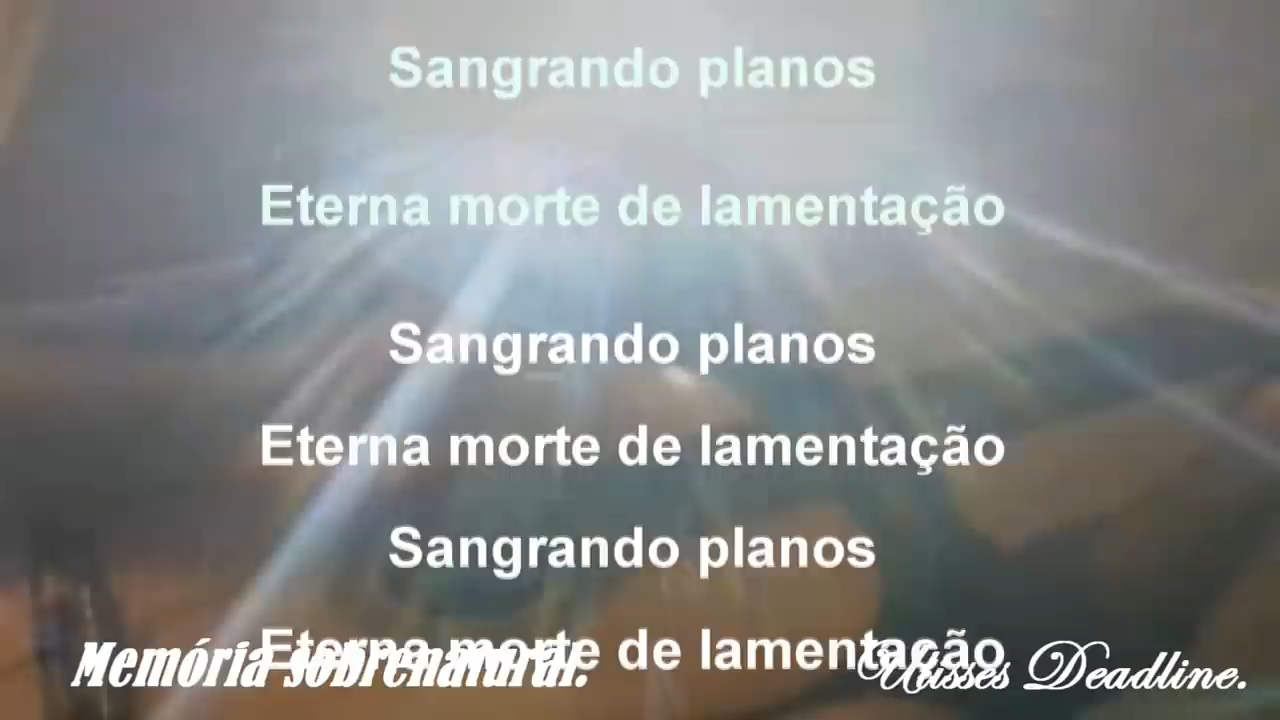 Sangrando planos
Eterna morte de lamentação
Sangrando planos
Eterna morte de lamentação
Sangrando planos
Eterna morte de lamentação
Memória sobrenatural.
Ulisses Deadline.